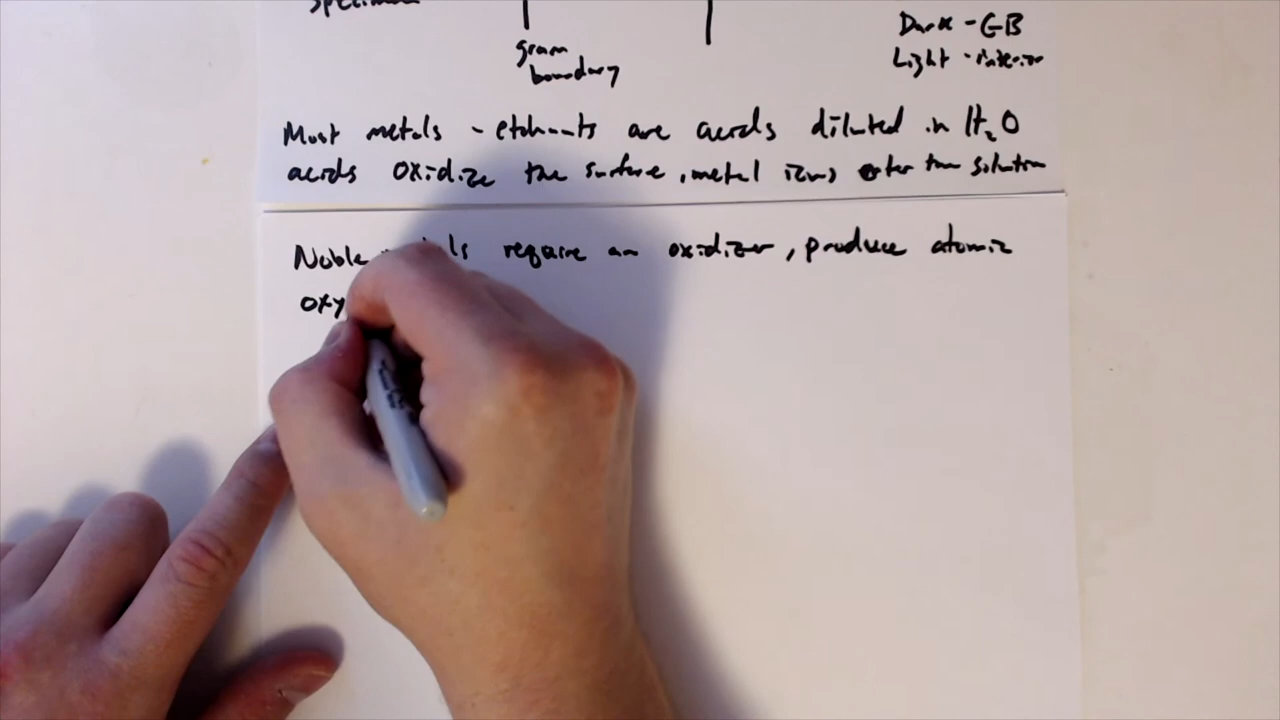 specimen
grain
boundary
Dark - GB
Light - interior
Most metals - etchants are acids diluted in H₂O
acids oxidize the surface, metal ions enter the solution
Noble require an oxidizer, produce atomic
oxy